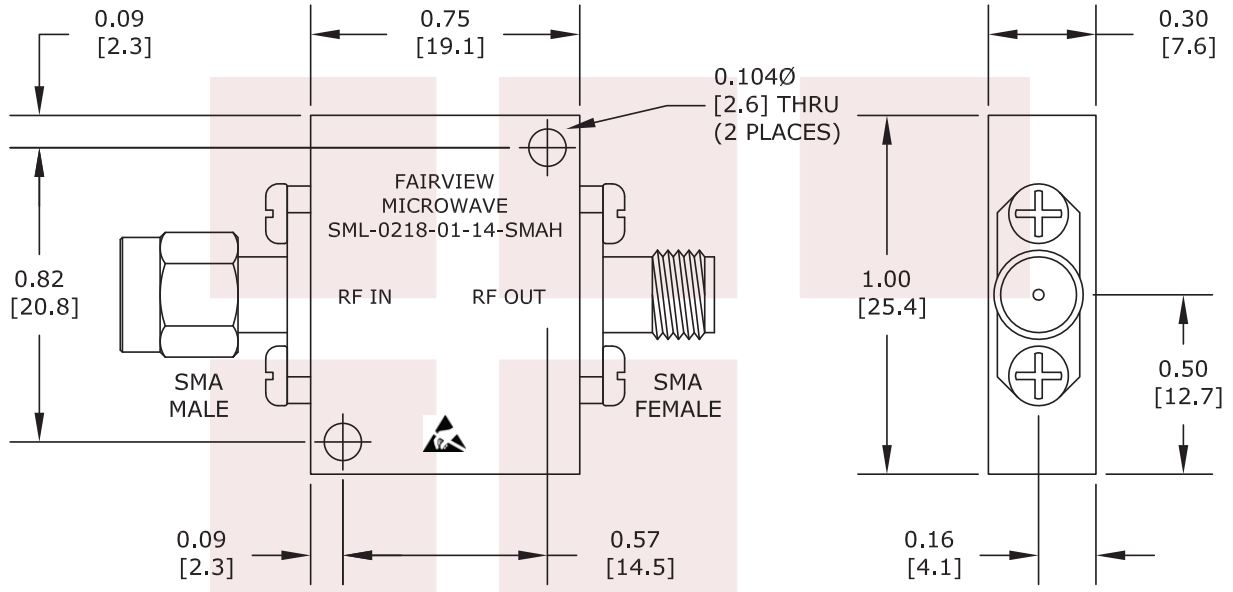 0.09
[2.3]
0.75
[19.1]
0.30
[7.6]
0.104Ø
[2.6] THRU
(2 PLACES)
FAIRVIEW
MICROWAVE
SML-0218-01-14-SMAH
0.82
[20.8]
RF IN
RF OUT
1.00
[25.4]
SMA
MALE
SMA
FEMALE
0.50
[12.7]
0.09
[2.3]
0.57
[14.5]
0.16
[4.1]